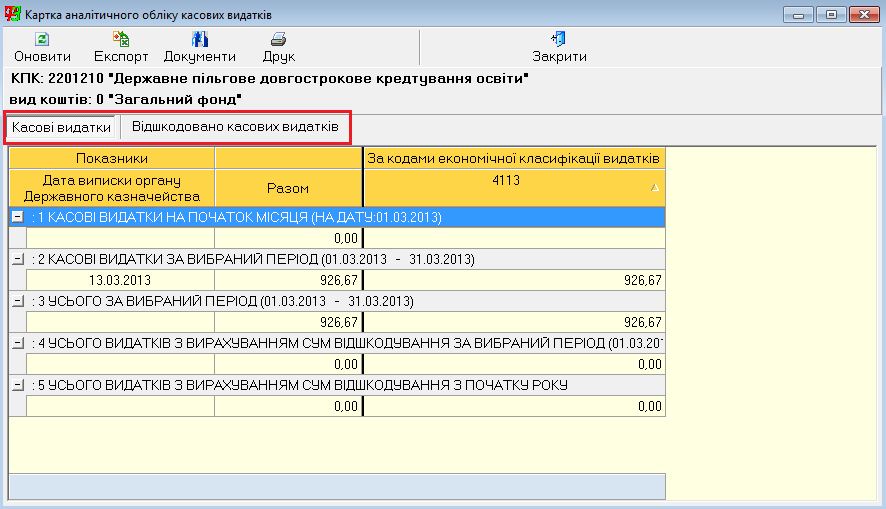 Картка аналітичного обліку касових видатків
Оновити Експорт Документи Друк Закрити
КПК: 2201210 "Державне пільгове довгострокове кредтування освіти"
вид коштів: 0 "Загальний фонд"
Касові видатки Відшкодовано касових видатків
Показники За кодами економічної класифікації видатків
Дата виписки органу Державного казначейства Разом 4113
: 1 КАСОВІ ВИДАТКИ НА ПОЧАТОК МІСЯЦЯ (НА ДАТУ:01.03.2013)
0,00
: 2 КАСОВІ ВИДАТКИ ЗА ВИБРАНИЙ ПЕРІОД (01.03.2013 - 31.03.2013)
13.03.2013 926,67 926,67
: 3 УСЬОГО ЗА ВИБРАНИЙ ПЕРІОД (01.03.2013 - 31.03.2013)
926,67 926,67
: 4 УСЬОГО ВИДАТКІВ З ВИРАХУВАННЯМ СУМ ВІДШКОДУВАННЯ ЗА ВИБРАНИЙ ПЕРІОД (01.03.20
0,00 0,00
: 5 УСЬОГО ВИДАТКІВ З ВИРАХУВАННЯМ СУМ ВІДШКОДУВАННЯ З ПОЧАТКУ РОКУ
0,00 0,00